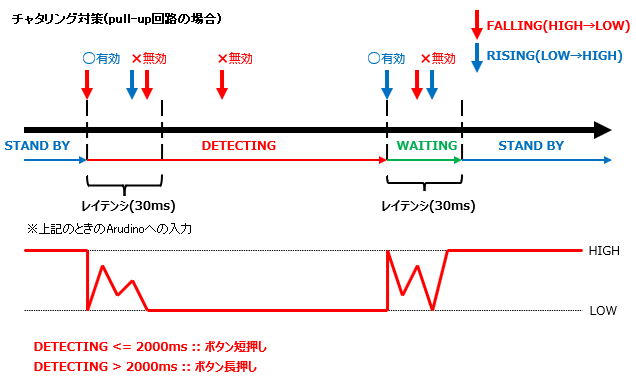 チャタリング対策(pull-up回路の場合)
FALLING(HIGH→LOW)
RISING(LOW→HIGH)
〇有効 ×無効 ×無効 〇有効 ×無効
STAND BY DETECTING WAITING STAND BY
レイテンシ(30ms) レイテンシ(30ms)
※上記のときのArudinoへの入力
HIGH
LOW
DETECTING <= 2000ms :: ボタン短押し
DETECTING > 2000ms :: ボタン長押し